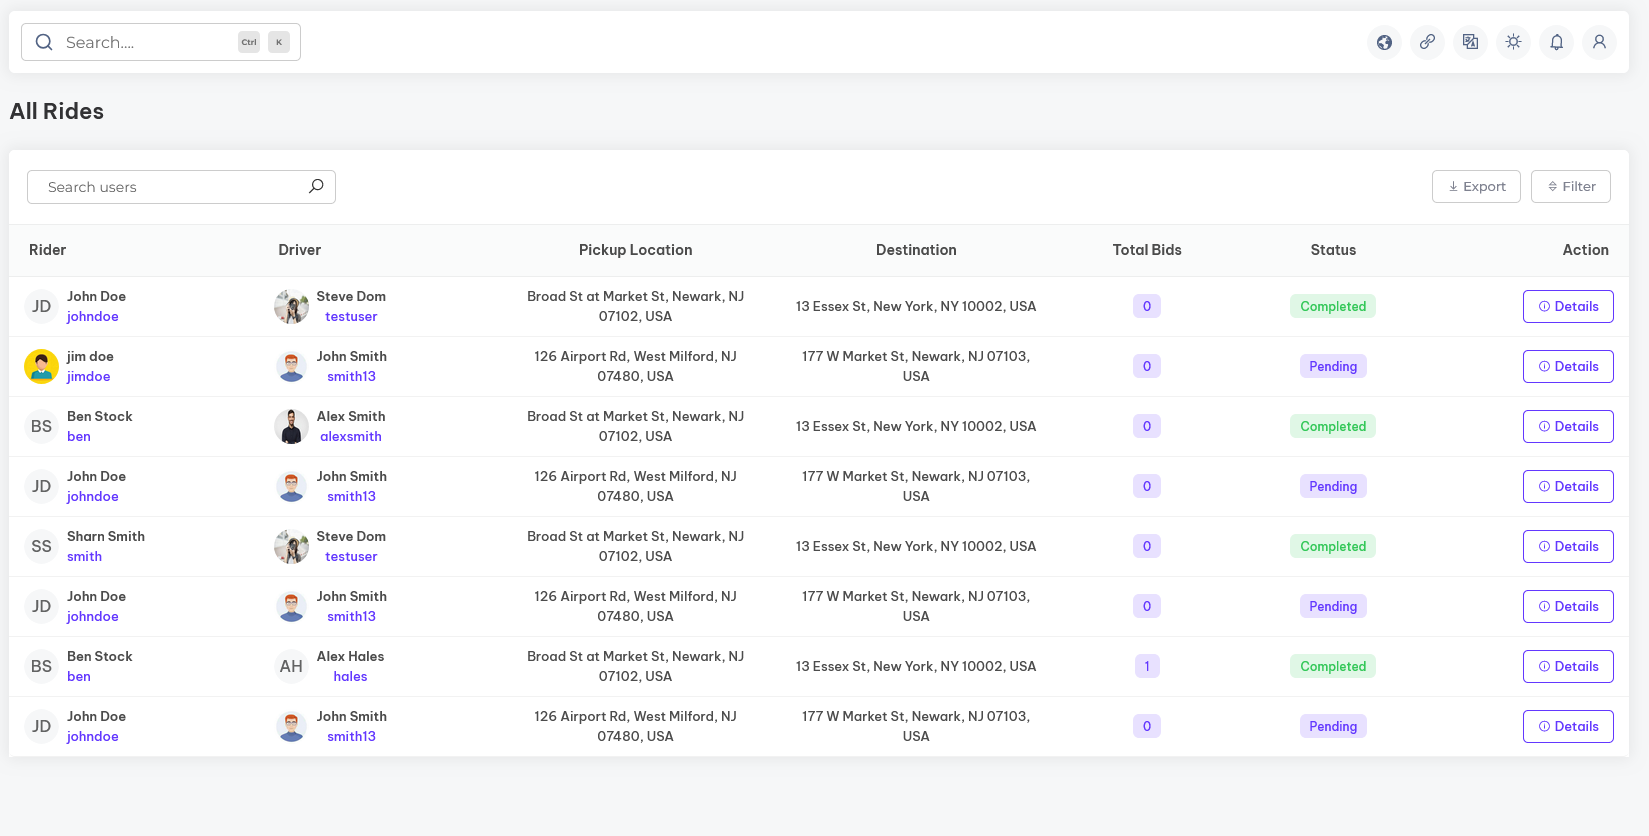 Search.... Ctrl K
All Rides
Search users
Export Filter
Rider Driver Pickup Location Destination Total Bids Status Action
JD John Doe Steve Dom Broad St at Market St, Newark, NJ 13 Essex St, New York, NY 10002, USA 0 Completed Details
johndoe testuser 07102, USA
jim doe John Smith 126 Airport Rd, West Milford, NJ 177 W Market St, Newark, NJ 07103, 0 Pending Details
jimdoe smith13 07480, USA USA
BS Ben Stock Alex Smith Broad St at Market St, Newark, NJ 13 Essex St, New York, NY 10002, USA 0 Completed Details
ben alexsmith 07102, USA
JD John Doe John Smith 126 Airport Rd, West Milford, NJ 177 W Market St, Newark, NJ 07103, 0 Pending Details
johndoe smith13 07480, USA USA
SS Sharn Smith Steve Dom Broad St at Market St, Newark, NJ 13 Essex St, New York, NY 10002, USA 0 Completed Details
smith testuser 07102, USA
JD John Doe John Smith 126 Airport Rd, West Milford, NJ 177 W Market St, Newark, NJ 07103, 0 Pending Details
johndoe smith13 07480, USA USA
BS Ben Stock AH Alex Hales Broad St at Market St, Newark, NJ 13 Essex St, New York, NY 10002, USA 1 Completed Details
ben hales 07102, USA
JD John Doe John Smith 126 Airport Rd, West Milford, NJ 177 W Market St, Newark, NJ 07103, 0 Pending Details
johndoe smith13 07480, USA USA